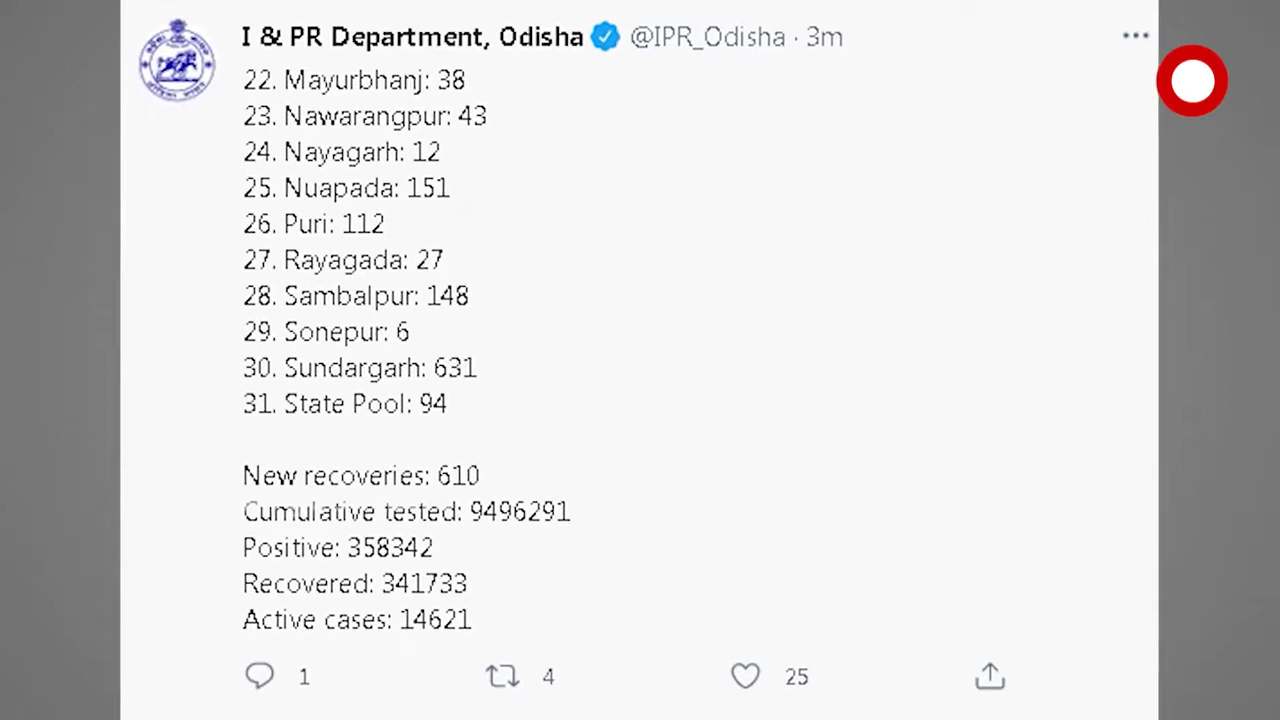 I & PR Department, Odisha @IPR_Odisha · 3m
22. Mayurbhanj: 38
23. Nawarangpur: 43
24. Nayagarh: 12
25. Nuapada: 151
26. Puri: 112
27. Rayagada: 27
28. Sambalpur: 148
29. Sonepur: 6
30. Sundargarh: 631
31. State Pool: 94
New recoveries: 610
Cumulative tested: 9496291
Positive: 358342
Recovered: 341733
Active cases: 14621
1 4 25